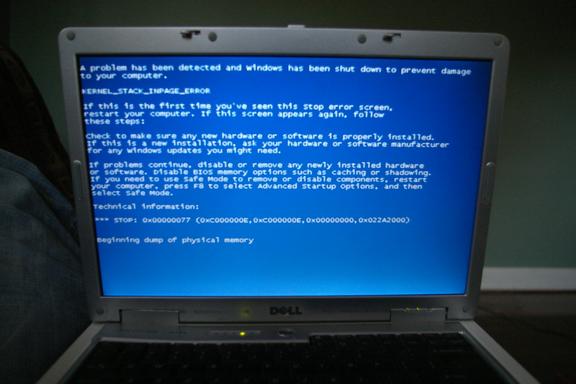 A problem has been detected and windows has been shut down to prevent damage
to your computer.
KERNEL_STACK_INPAGE_ERROR
If this is the first time you've seen this Stop error screen,
restart your computer. If this screen appears again, follow
these steps:
Check to make sure any new hardware or software is properly installed.
If this is a new installation, ask your hardware or software manufacturer
for any windows updates you might need.
If problems continue, disable or remove any newly installed hardware
or software. Disable BIOS memory options such as caching or shadowing.
If you need to use Safe Mode to remove or disable components, restart
your computer, press F8 to select Advanced Startup Options, and then
select Safe Mode.
Technical information:
*** STOP: 0x00000077 (0xC000000E,0xC000000E,0x00000000,0x022A2000)
Beginning dump of physical memory
DELL